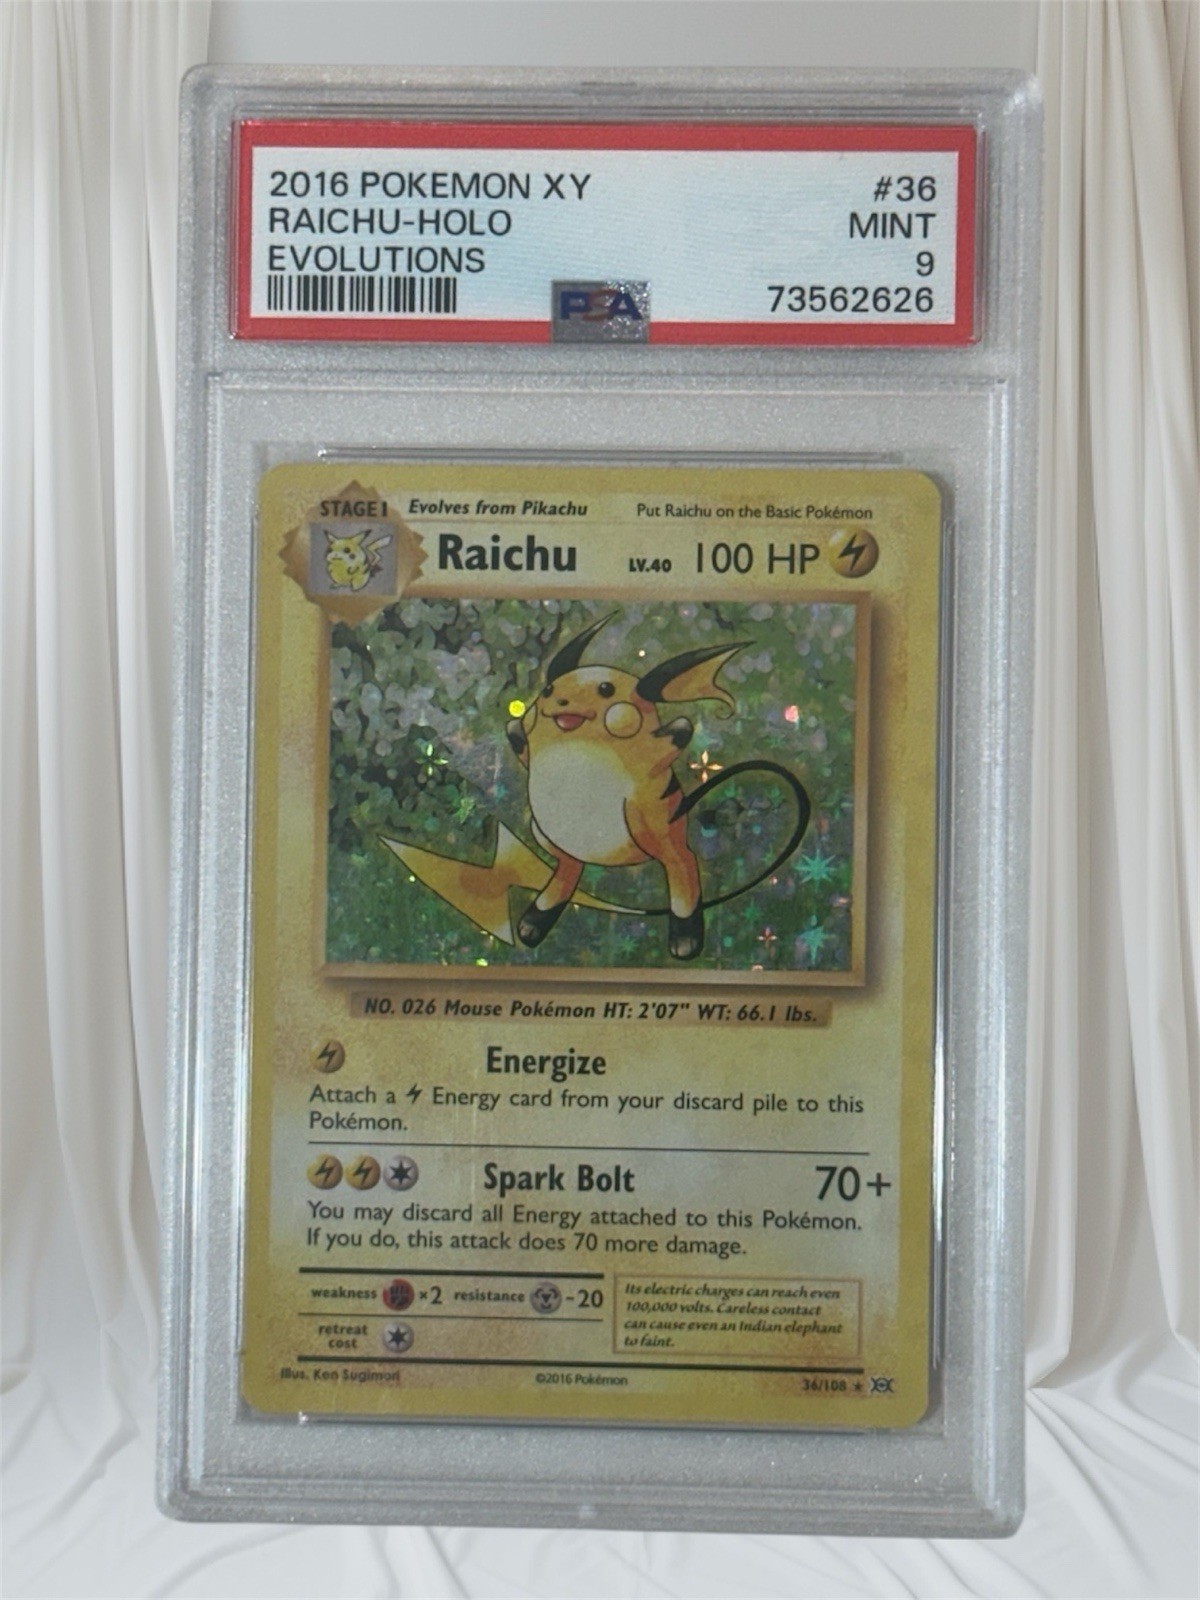 2016 POKEMON XY #36
RAICHU-HOLO MINT
EVOLUTIONS 9
PSA 73562626
STAGE 1 Evolves from Pikachu Put Raichu on the Basic Pokémon
Raichu LV.40 100 HP
NO. 026 Mouse Pokémon HT: 2'07" WT: 66.1 lbs.
Energize
Attach a Energy card from your discard pile to this
Pokémon.
Spark Bolt 70+
You may discard all Energy attached to this Pokémon.
If you do, this attack does 70 more damage.
weakness ×2 resistance -20
retreat
cost
Its electric charges can reach even
100,000 volts. Careless contact
can cause even an Indian elephant
to faint.
Illus. Ken Sugimori ©2016 Pokémon 36/108 ★